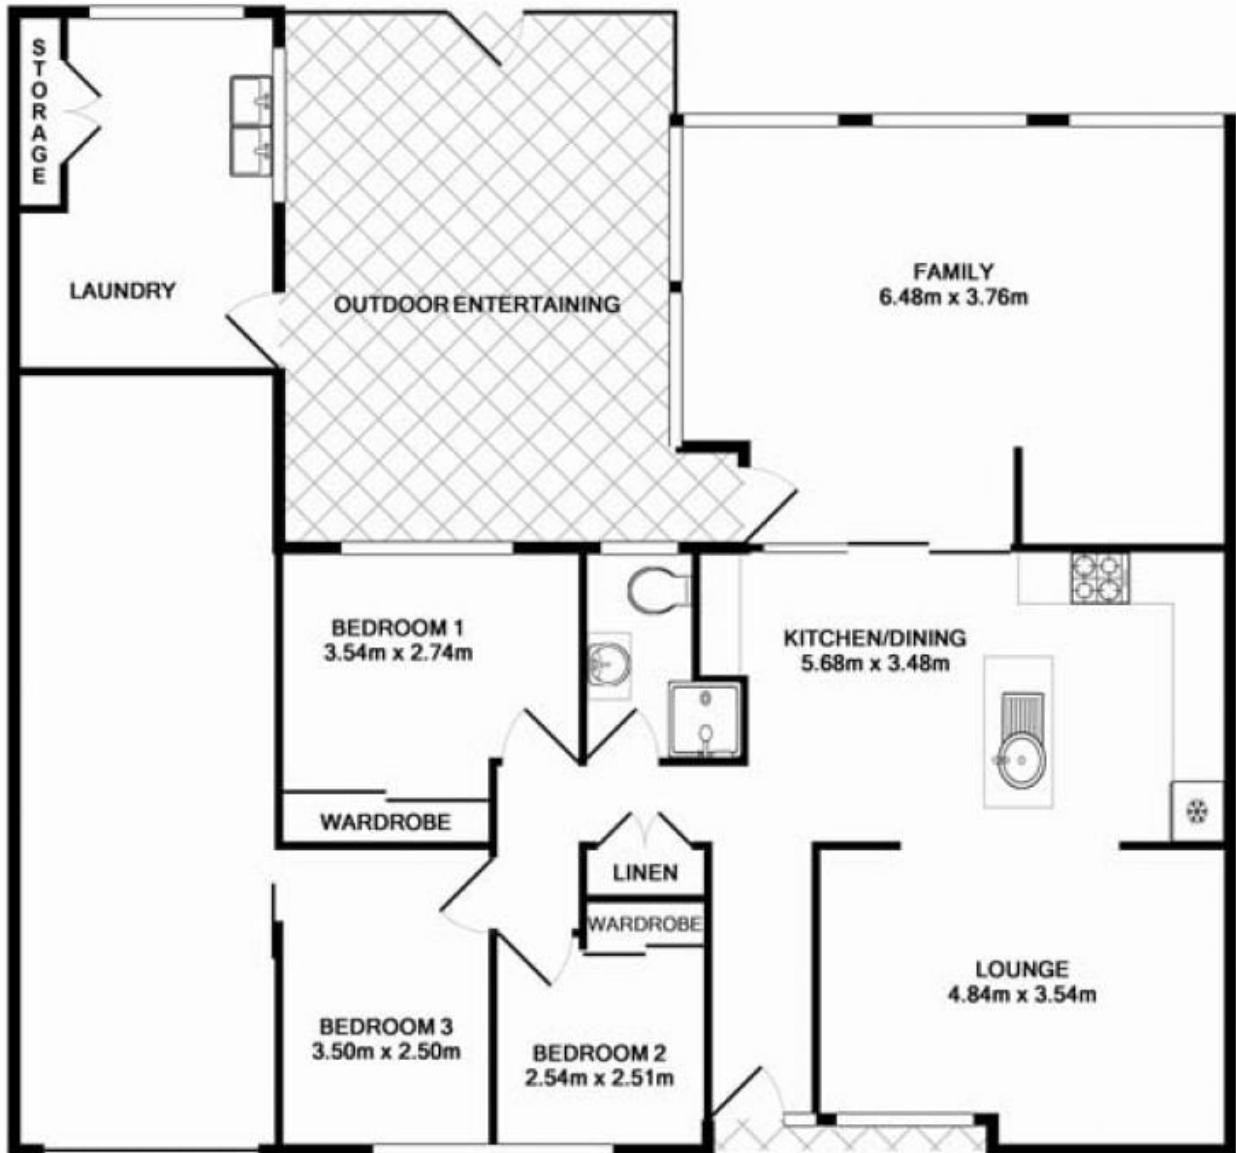 STORAGE
LAUNDRY
OUTDOOR ENTERTAINING
FAMILY
6.48m x 3.76m
BEDROOM 1
3.54m x 2.74m
KITCHEN/DINING
5.68m x 3.48m
WARDROBE
LINEN
WARDROBE
LOUNGE
4.84m x 3.54m
BEDROOM 3
3.50m x 2.50m
BEDROOM 2
2.54m x 2.51m